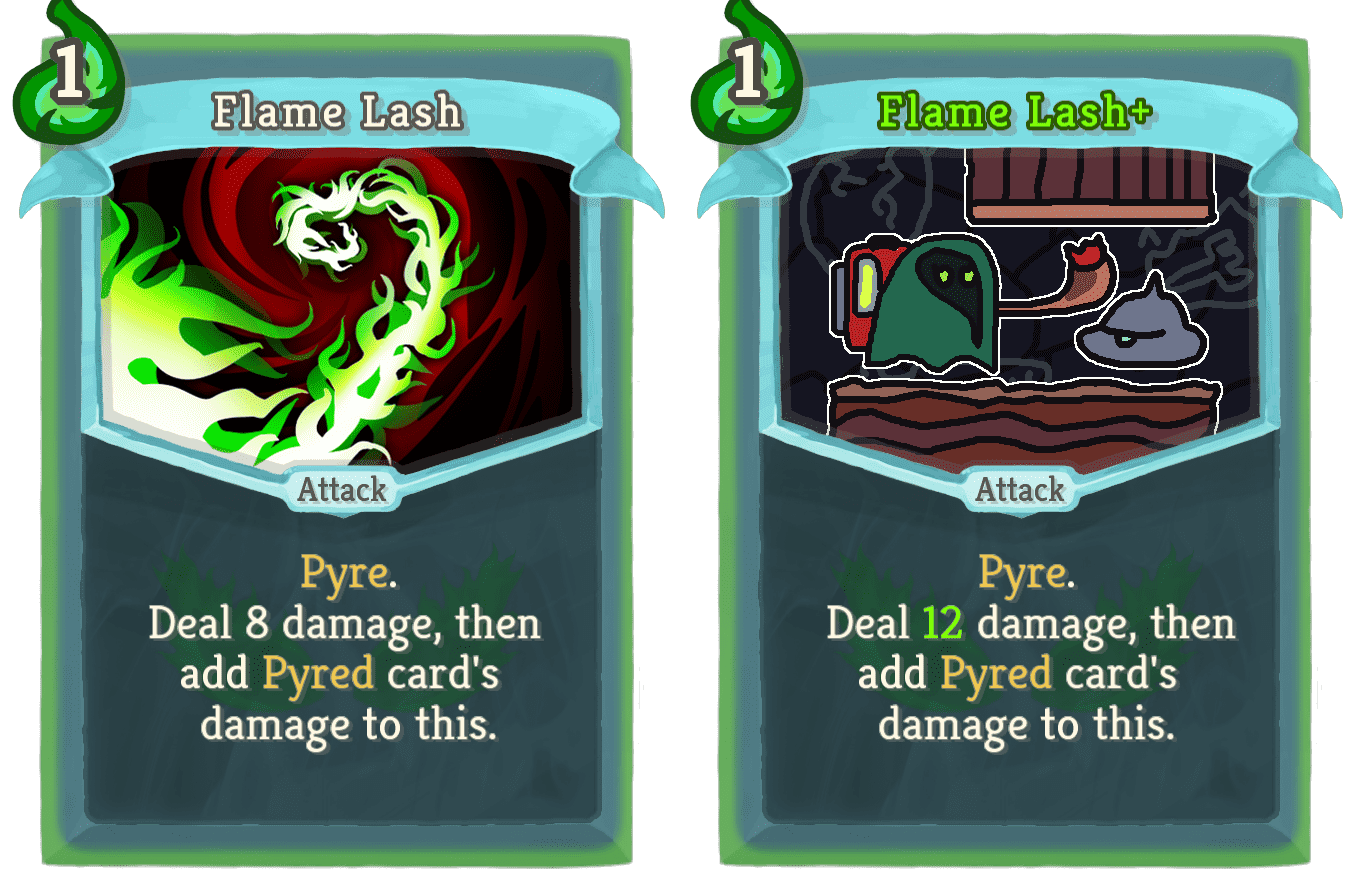 1
Flame Lash
Attack
Pyre.
Deal 8 damage, then
add Pyred card's
damage to this.
1
Flame Lash+
Attack
Pyre.
Deal 12 damage, then
add Pyred card's
damage to this.